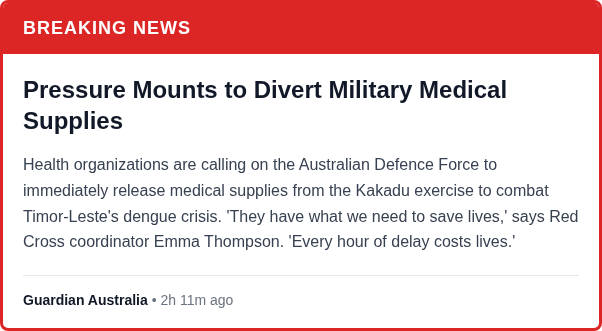 BREAKING NEWS
Pressure Mounts to Divert Military Medical
Supplies
Health organizations are calling on the Australian Defence Force to
immediately release medical supplies from the Kakadu exercise to combat
Timor-Leste's dengue crisis. 'They have what we need to save lives,' says Red
Cross coordinator Emma Thompson. 'Every hour of delay costs lives.'
Guardian Australia • 2h 11m ago